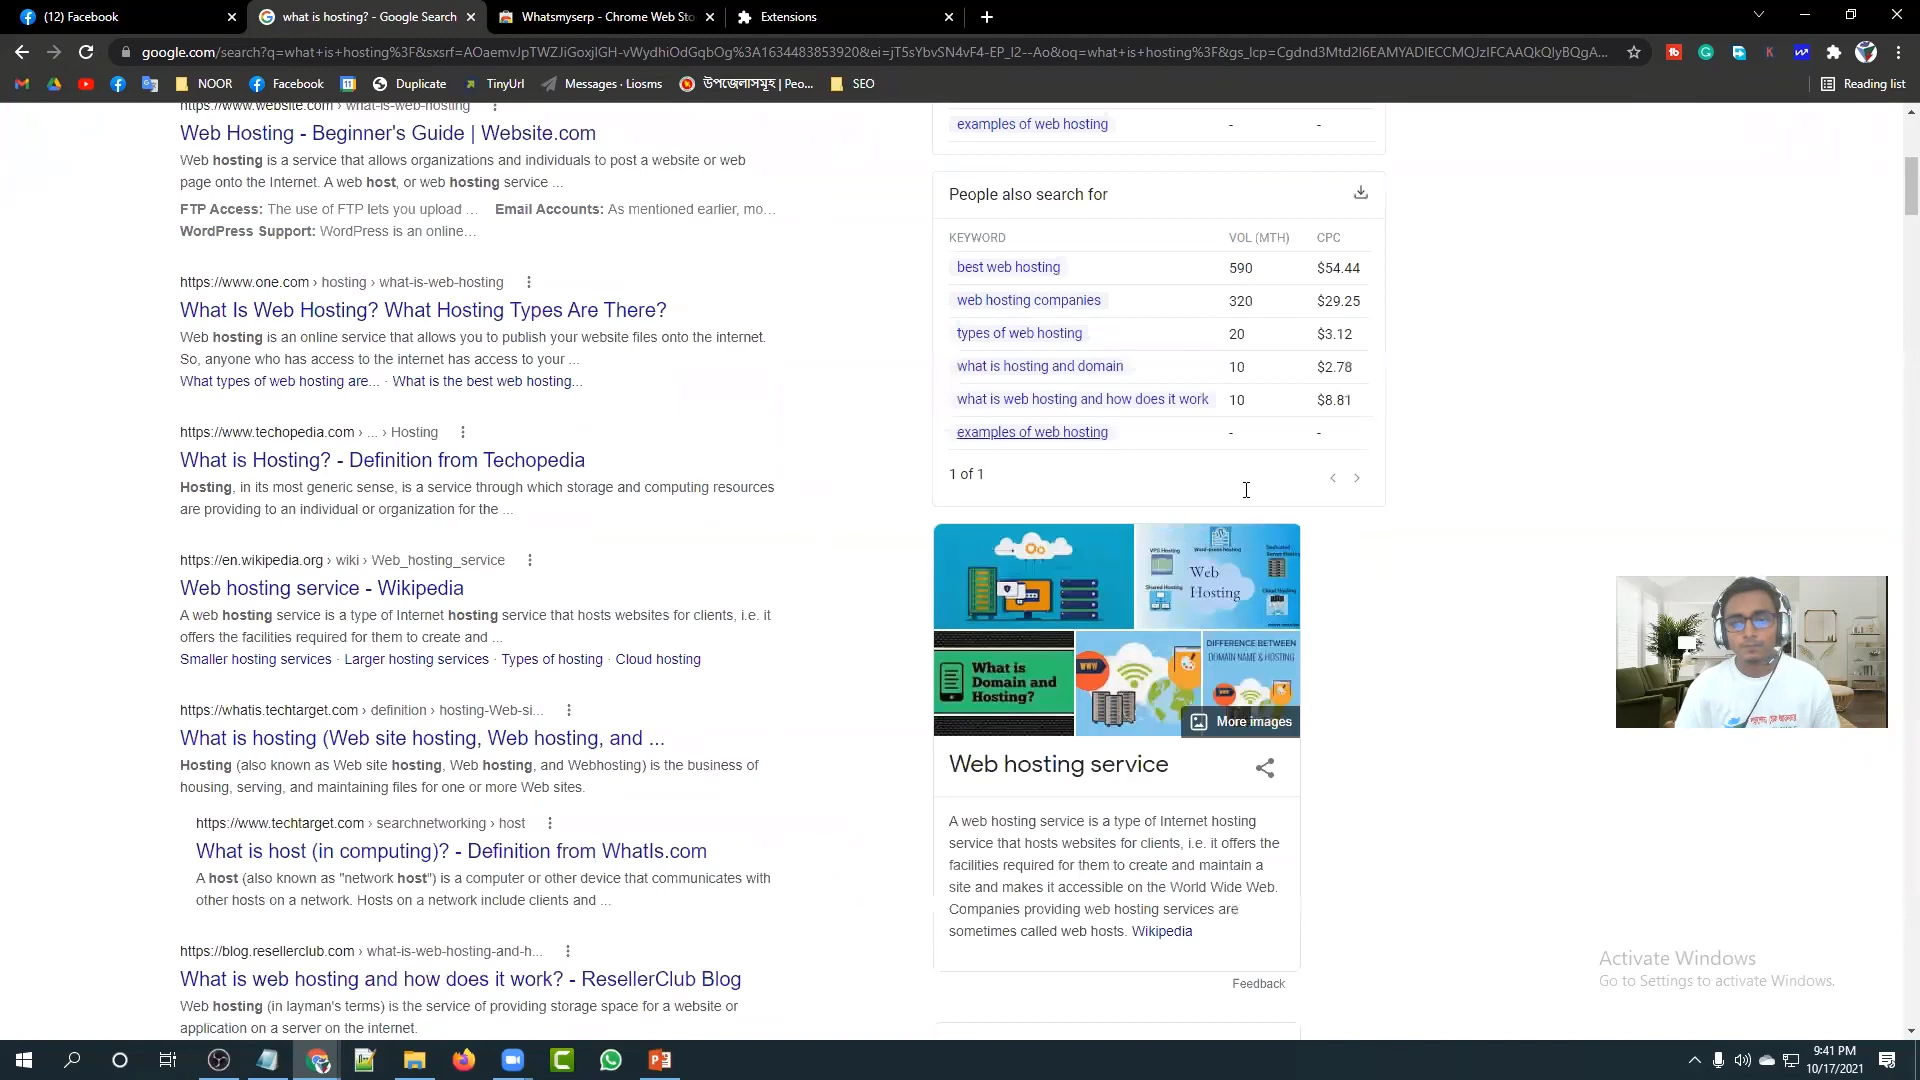 (12) Facebook
what is hosting? - Google Search
Whatsmyserp - Chrome Web Sto
Extensions
google.com/search?q=what+is+hosting%3F&sxsrf=AOaemvJpTWZJiGoxjIGH-vWydhiOdGqbOg%3A1634483853920&ei=jT5sYbvSN4vF4-EP_I2--Ao&oq=what+is+hosting%3F&gs_lcp=Cgdnd3Mtd2l6EAMYADIECCMQJzIFCAAQkQIyBQgA...
NOOR
Facebook
Duplicate
TinyUrl
Messages · Liosms
উপজেলাসমূহ | Peo...
SEO
Reading list
https://www.website.com › what-is-web-hosting
Web Hosting - Beginner's Guide | Website.com
Web hosting is a service that allows organizations and individuals to post a website or web
page onto the Internet. A web host, or web hosting service ...
FTP Access: The use of FTP lets you upload ... Email Accounts: As mentioned earlier, mo...
WordPress Support: WordPress is an online...
https://www.one.com › hosting › what-is-web-hosting
What Is Web Hosting? What Hosting Types Are There?
Web hosting is an online service that allows you to publish your website files onto the internet.
So, anyone who has access to the internet has access to your ...
What types of web hosting are... · What is the best web hosting...
https://www.techopedia.com › ... › Hosting
What is Hosting? - Definition from Techopedia
Hosting, in its most generic sense, is a service through which storage and computing resources
are providing to an individual or organization for the ...
https://en.wikipedia.org › wiki › Web_hosting_service
Web hosting service - Wikipedia
A web hosting service is a type of Internet hosting service that hosts websites for clients, i.e. it
offers the facilities required for them to create and ...
Smaller hosting services · Larger hosting services · Types of hosting · Cloud hosting
https://whatis.techtarget.com › definition › hosting-Web-si...
What is hosting (Web site hosting, Web hosting, and ...
Hosting (also known as Web site hosting, Web hosting, and Webhosting) is the business of
housing, serving, and maintaining files for one or more Web sites.
https://www.techtarget.com › searchnetworking › host
What is host (in computing)? - Definition from WhatIs.com
A host (also known as "network host") is a computer or other device that communicates with
other hosts on a network. Hosts on a network include clients and ...
https://blog.resellerclub.com › what-is-web-hosting-and-h...
What is web hosting and how does it work? - ResellerClub Blog
Web hosting (in layman's terms) is the service of providing storage space for a website or
application on a server on the internet.
examples of web hosting - -
People also search for
KEYWORD VOL (MTH) CPC
best web hosting 590 $54.44
web hosting companies 320 $29.25
types of web hosting 20 $3.12
what is hosting and domain 10 $2.78
what is web hosting and how does it work 10 $8.81
examples of web hosting - -
1 of 1
VPS Hosting
Web
Hosting
Shared Hosting
Cloud Hosting
What is
Domain and
Hosting?
WWW
DIFFERENCE BETWEEN
DOMAIN NAME & HOSTING
More images
Web hosting service
A web hosting service is a type of Internet hosting
service that hosts websites for clients, i.e. it offers the
facilities required for them to create and maintain a
site and makes it accessible on the World Wide Web.
Companies providing web hosting services are
sometimes called web hosts. Wikipedia
Feedback
Activate Windows
Go to Settings to activate Windows.
9:41 PM
10/17/2021